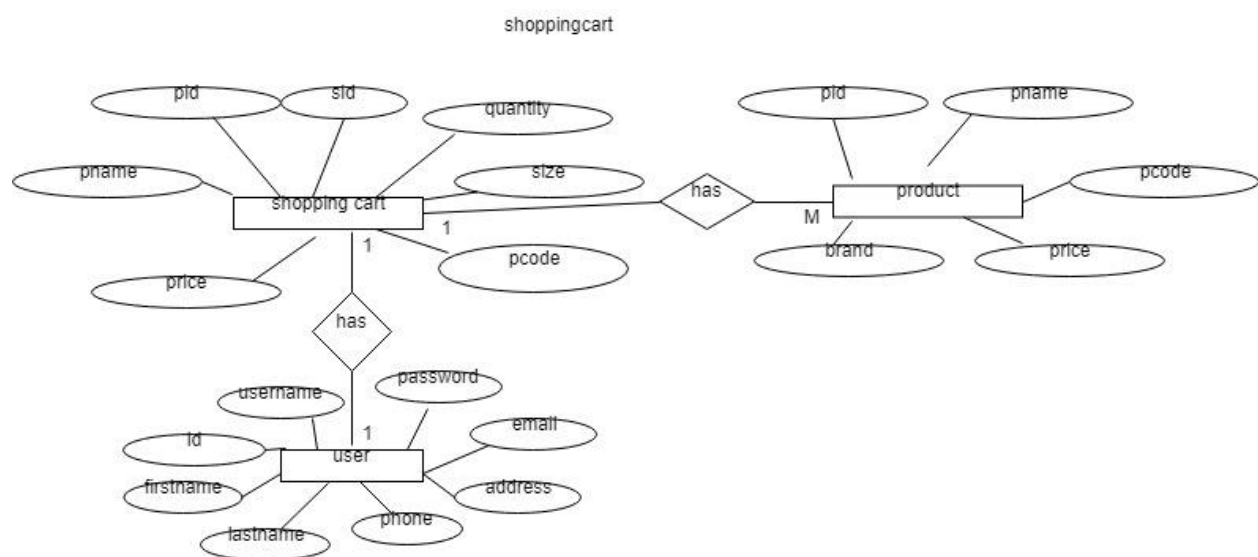 shoppingcart
pid
sid
quantity
pid
pname
pname
size
has
product
pcode
shopping cart
1
M
1
brand
price
pcode
price
has
username
password
1
email
id
user
firstname
address
lastname
phone